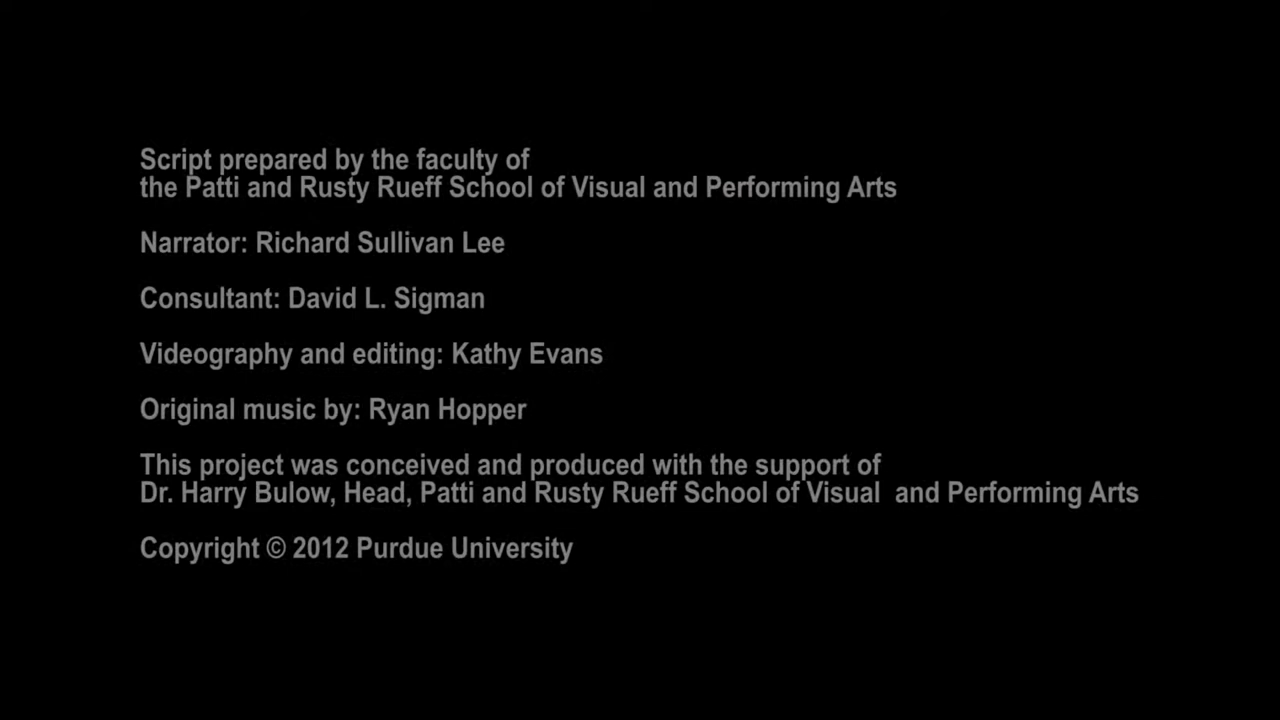 Script prepared by the faculty of
the Patti and Rusty Rueff School of Visual and Performing Arts
Narrator: Richard Sullivan Lee
Consultant: David L. Sigman
Videography and editing: Kathy Evans
Original music by: Ryan Hopper
This project was conceived and produced with the support of
Dr. Harry Bulow, Head, Patti and Rusty Rueff School of Visual  and Performing Arts
Copyright © 2012 Purdue University